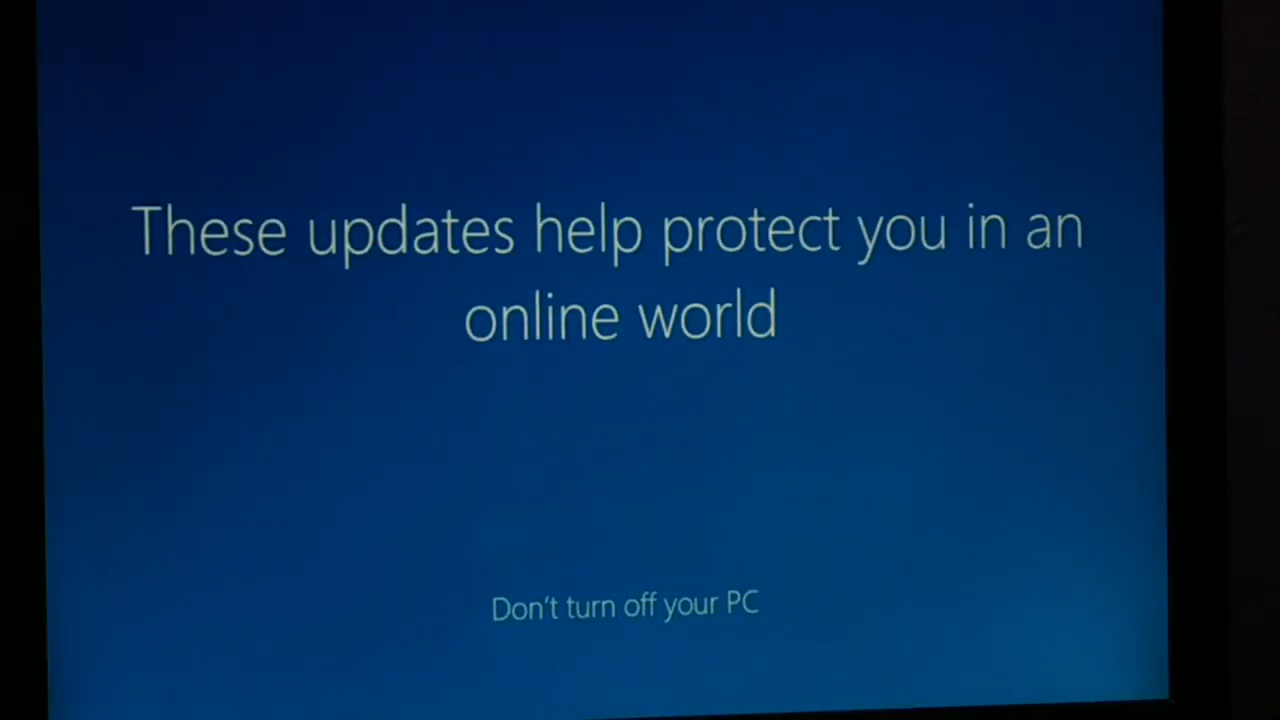 These updates help protect you in an
online world
Don't turn off your PC